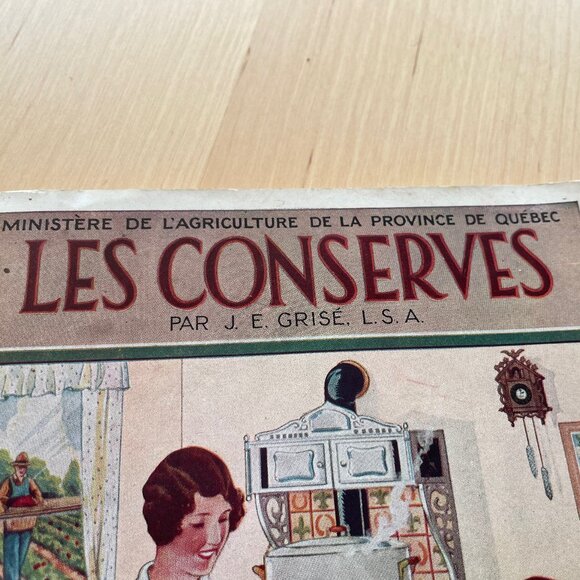 MINISTÈRE DE L'AGRICULTURE DE LA PROVINCE DE QUÉBEC
LES CONSERVES
PAR J. E. GRISÉ, L.S.A.